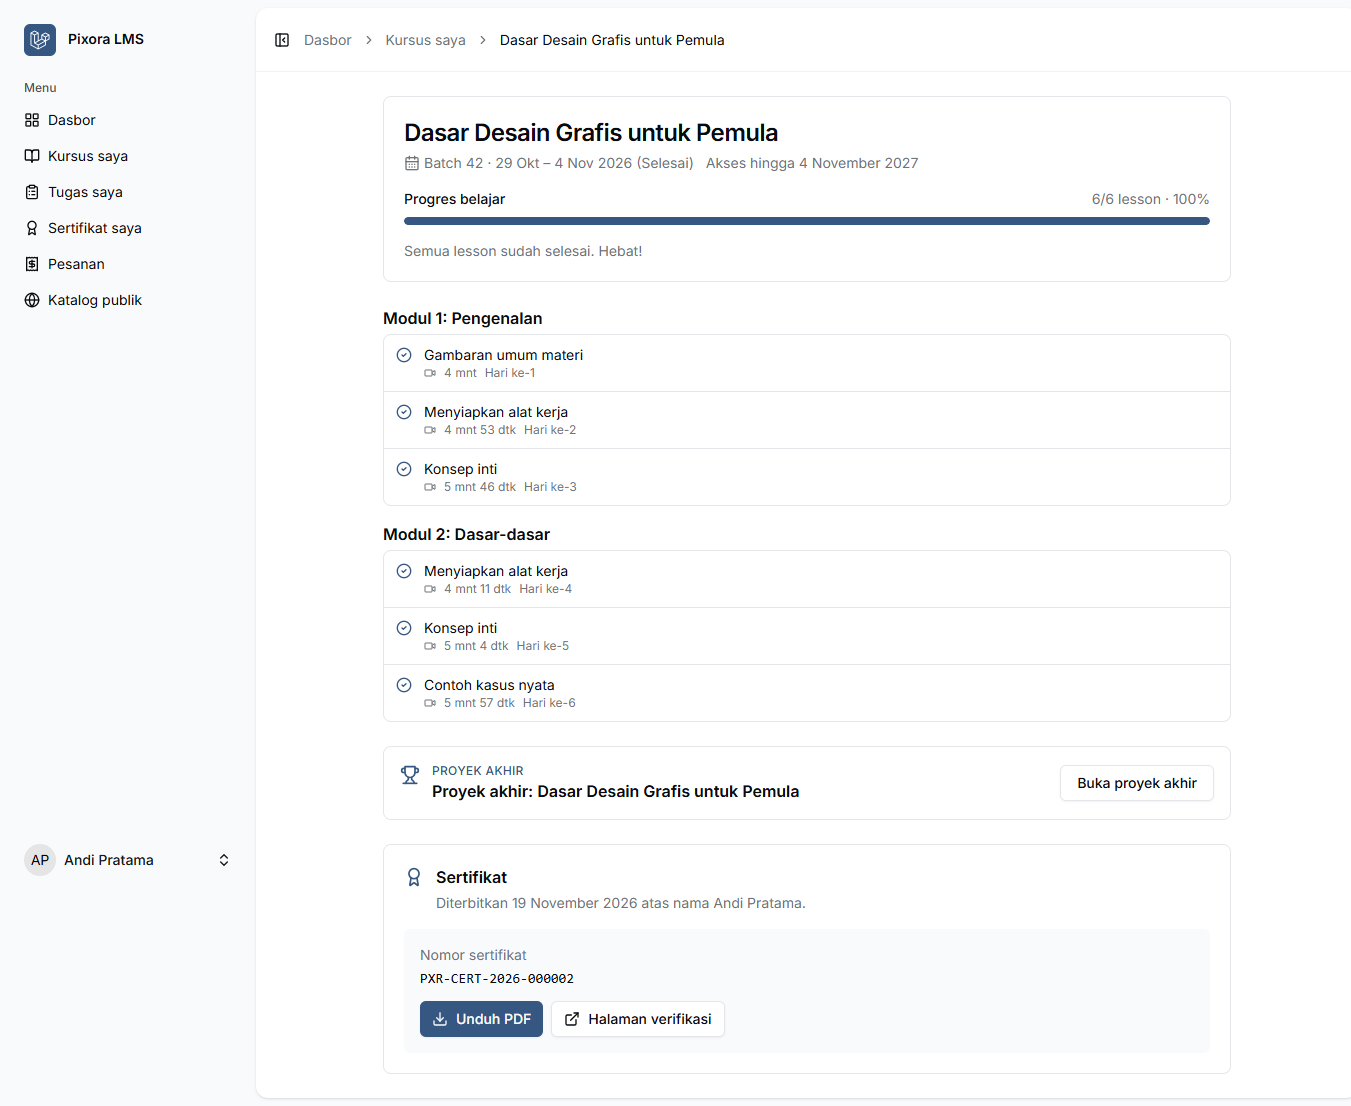 Pixora LMS
Menu
Dasbor
Kursus saya
Tugas saya
Sertifikat saya
Pesanan
Katalog publik
AP Andi Pratama
Dasbor > Kursus saya > Dasar Desain Grafis untuk Pemula
Dasar Desain Grafis untuk Pemula
Batch 42 · 29 Okt – 4 Nov 2026 (Selesai) Akses hingga 4 November 2027
Progres belajar 6/6 lesson · 100%
Semua lesson sudah selesai. Hebat!
Modul 1: Pengenalan
Gambaran umum materi
4 mnt Hari ke-1
Menyiapkan alat kerja
4 mnt 53 dtk Hari ke-2
Konsep inti
5 mnt 46 dtk Hari ke-3
Modul 2: Dasar-dasar
Menyiapkan alat kerja
4 mnt 11 dtk Hari ke-4
Konsep inti
5 mnt 4 dtk Hari ke-5
Contoh kasus nyata
5 mnt 57 dtk Hari ke-6
PROYEK AKHIR
Proyek akhir: Dasar Desain Grafis untuk Pemula
Buka proyek akhir
Sertifikat
Diterbitkan 19 November 2026 atas nama Andi Pratama.
Nomor sertifikat
PXR-CERT-2026-000002
Unduh PDF Halaman verifikasi